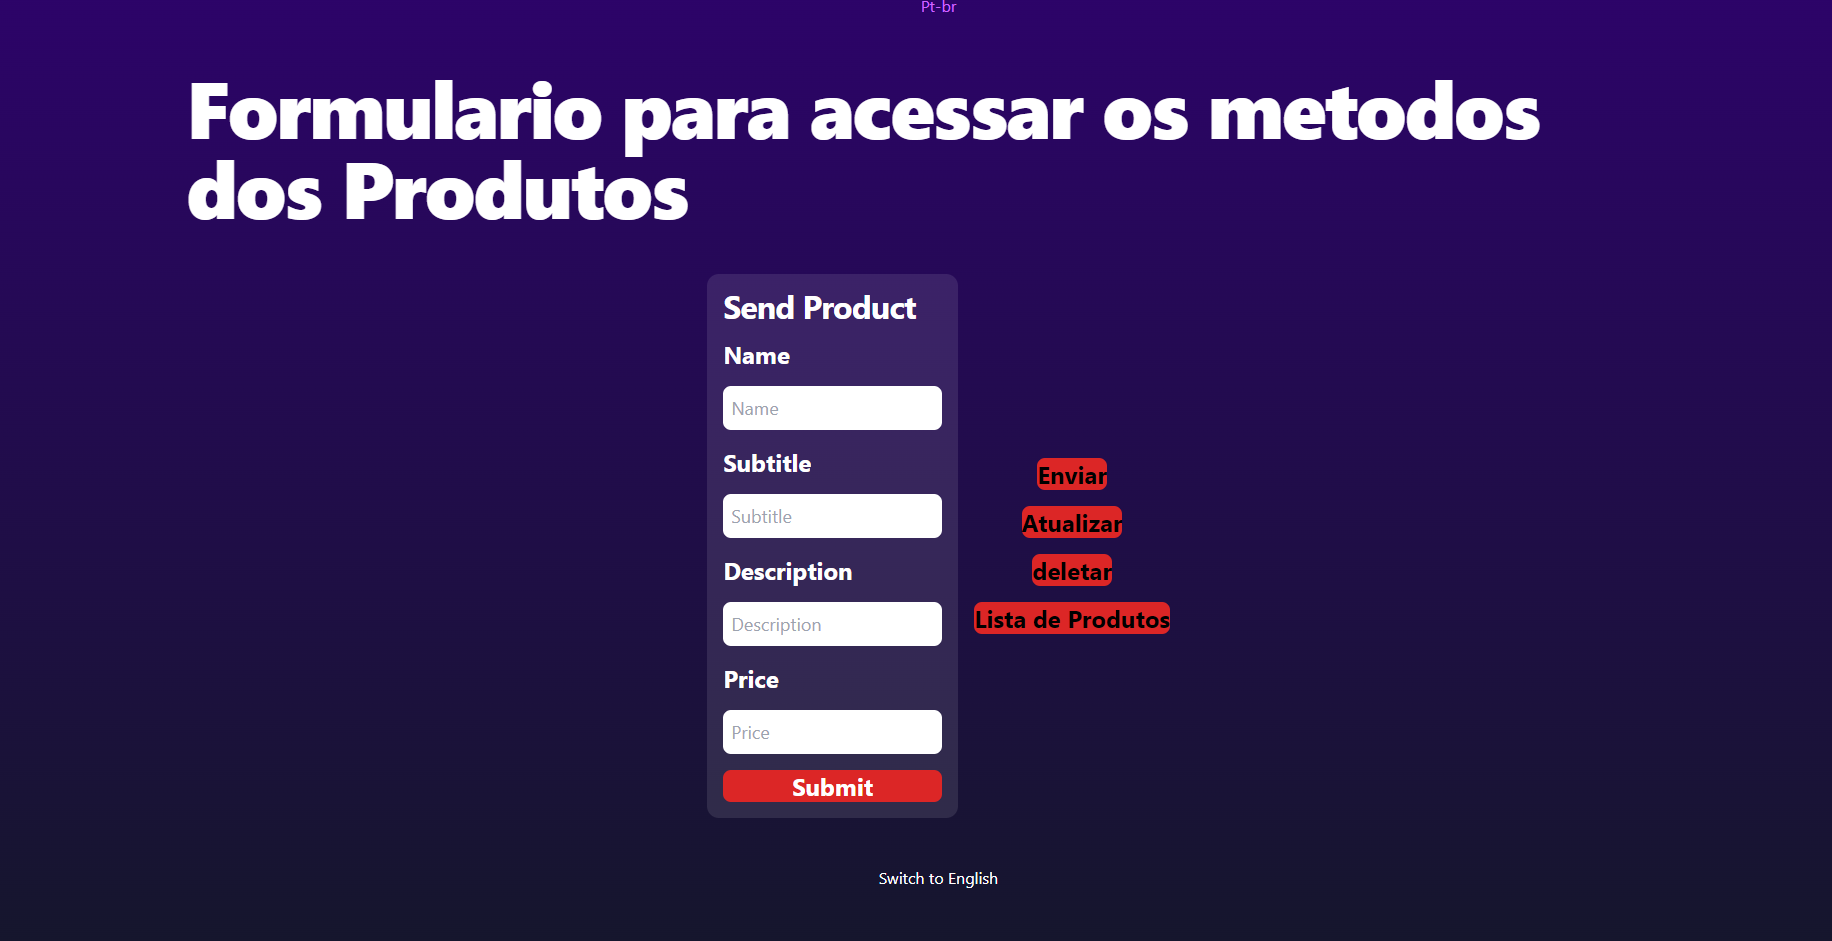 Pt-br
Formulario para acessar os metodos
dos Produtos
Send Product
Name
Name
Subtitle
Subtitle
Description
Description
Price
Price
Submit
Enviar
Atualizar
deletar
Lista de Produtos
Switch to English